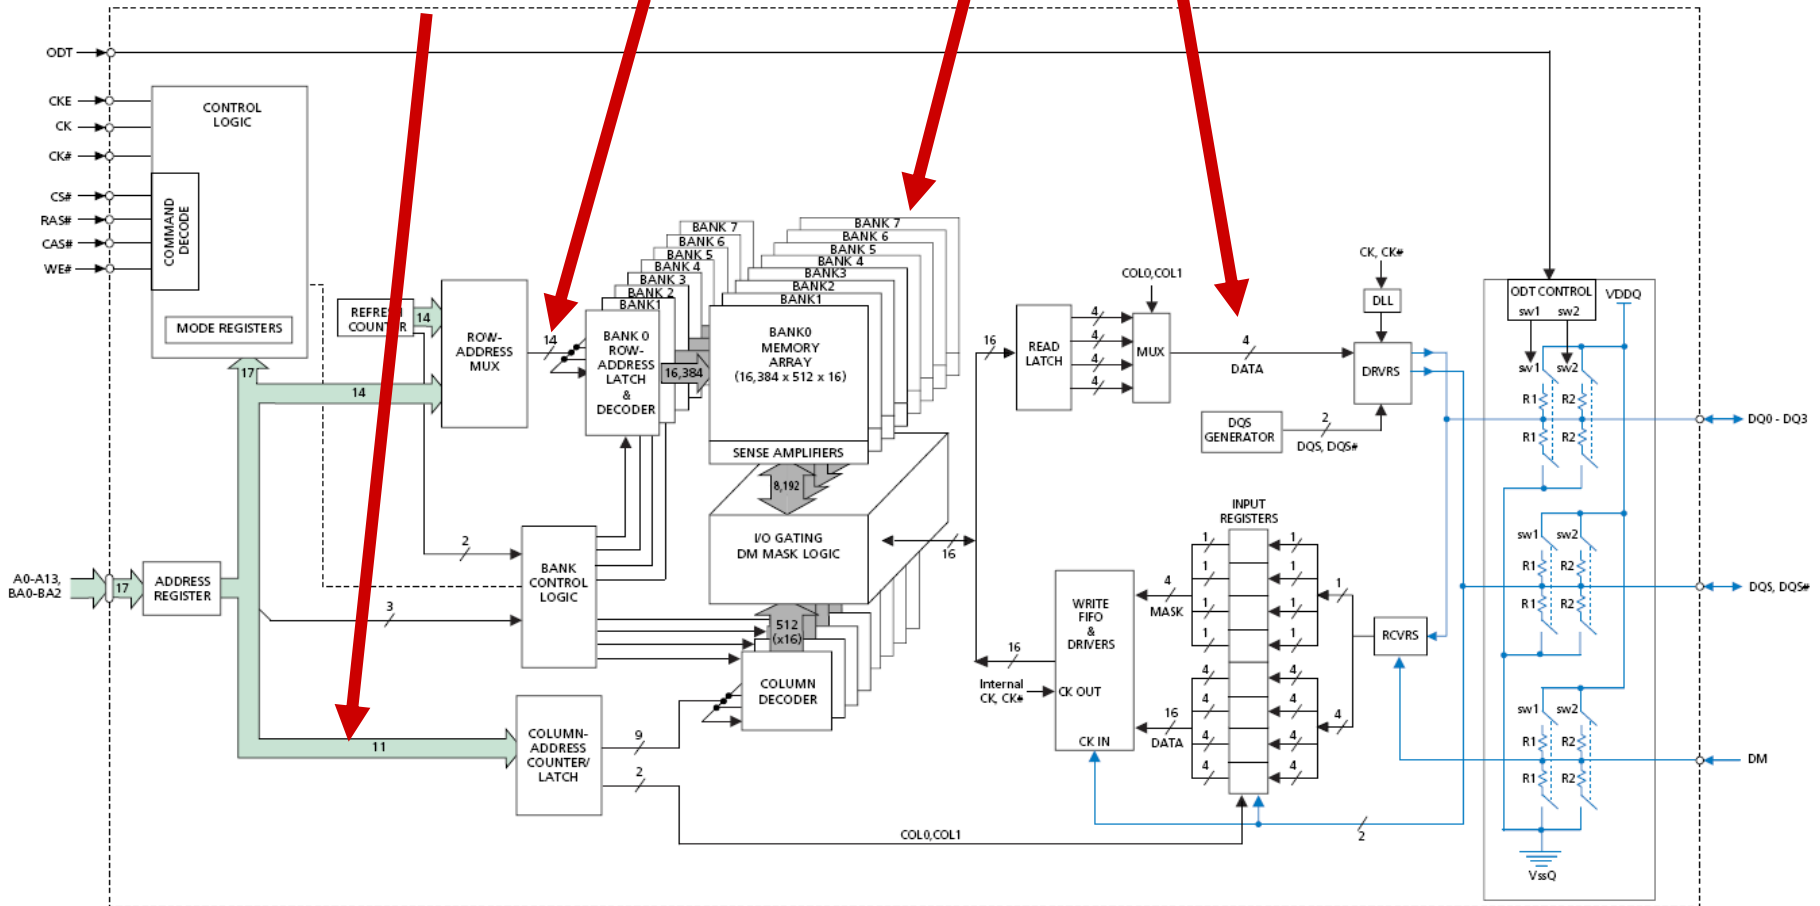 ODT
CKE
CK
CK#
CS#
RAS#
CAS#
WE#
CONTROL
LOGIC
COMMAND
DECODE
MODE REGISTERS
17
REFRESH
COUNTER
14
14
ROW-
ADDRESS
MUX
14
BANK 7
BANK 6
BANK 5
BANK 4
BANK 3
BANK 2
BANK1
BANK 0
ROW-
ADDRESS
LATCH
&
DECODER
16,384
BANK 7
BANK 6
BANK 5
BANK 4
BANK3
BANK2
BANK1
BANK0
MEMORY
ARRAY
(16,384 x 512 x 16)
SENSE AMPLIFIERS
8,192
I/O GATING
DM MASK LOGIC
16
512
(x16)
COLUMN
DECODER
A0-A13,
BA0-BA2
17
ADDRESS
REGISTER
2
3
BANK
CONTROL
LOGIC
11
COLUMN-
ADDRESS
COUNTER/
LATCH
9
2
COL0,COL1
16
READ
LATCH
4
4
4
4
COL0,COL1
MUX
4
DATA
CK, CK#
DLL
DRVRS
DQS
GENERATOR
2
DQS, DQS#
INPUT
REGISTERS
1
1
1
1
4
4
4
4
1
1
1
1
4
4
4
4
1
4
RCVRS
4
MASK
16
DATA
WRITE
FIFO
&
DRIVERS
CK OUT
CK IN
16
Internal
CK, CK#
2
ODT CONTROL
sw1
sw2
VDDQ
sw1
sw2
R1
R2
R1
R2
sw1
sw2
R1
R2
R1
R2
sw1
sw2
R1
R2
R1
R2
VssQ
DQ0 - DQ3
DQS, DQS#
DM